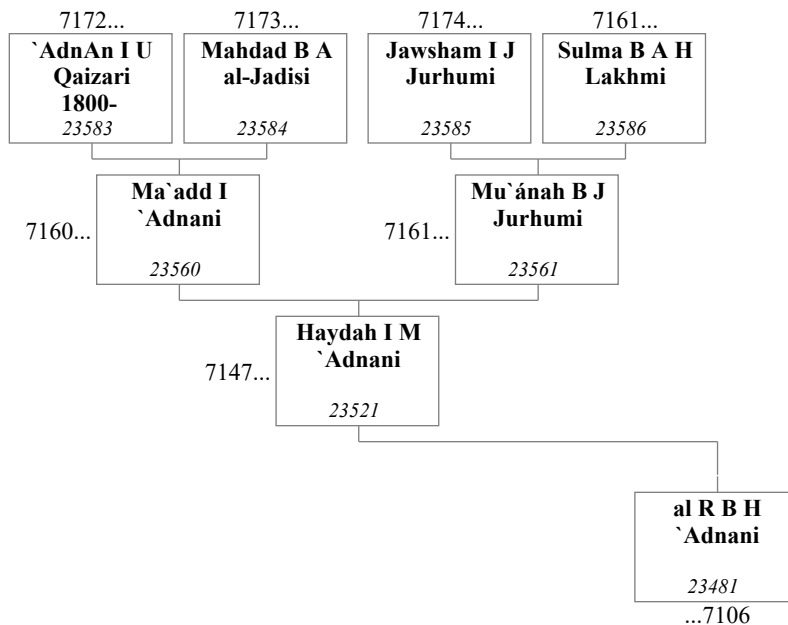 7172...
7173...
7174...
7161...
`AdnAn I U
Qaizari
1800-
23583
Mahdad B A
al-Jadisi
23584
Jawsham I J
Jurhumi
23585
Sulma B A H
Lakhmi
23586
7160...
Ma`add I
`Adnani
23560
7161...
Mu`ánah B J
Jurhumi
23561
7147...
Haydah I M
`Adnani
23521
al R B H
`Adnani
23481
...7106